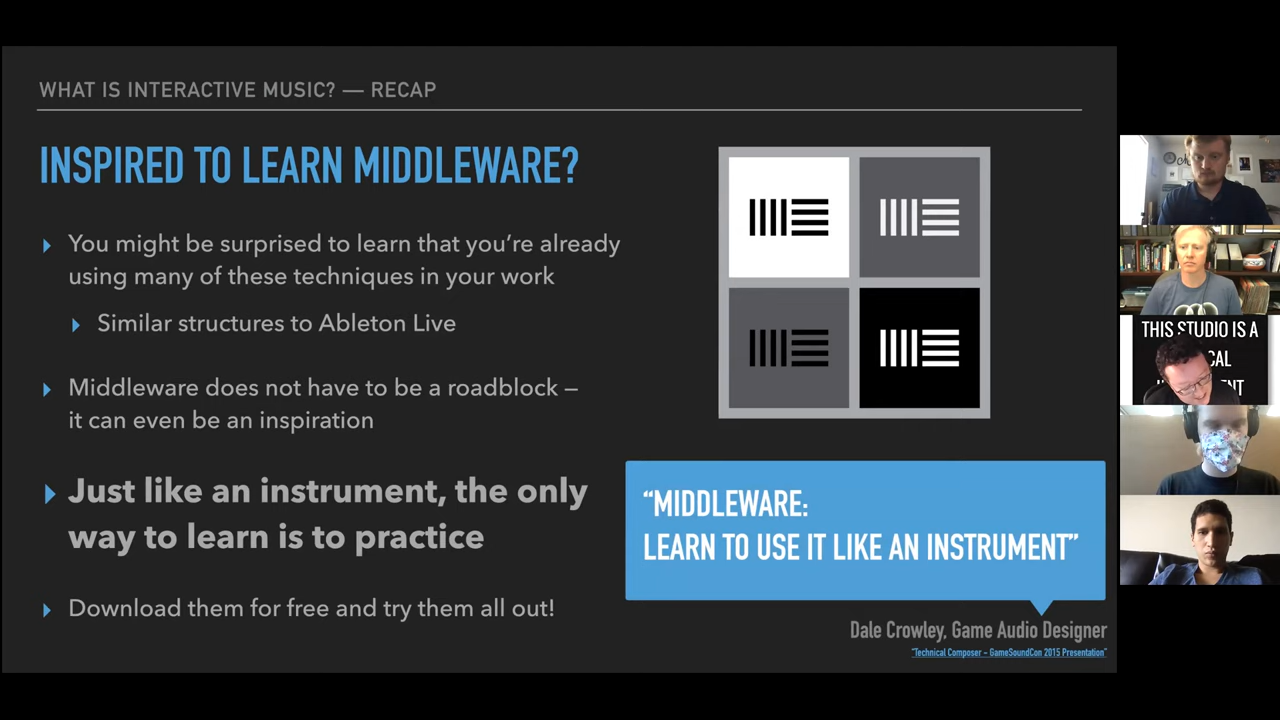 WHAT IS INTERACTIVE MUSIC? — RECAP
INSPIRED TO LEARN MIDDLEWARE?
You might be surprised to learn that you’re already
using many of these techniques in your work
Similar structures to Ableton Live
Middleware does not have to be a roadblock –
it can even be an inspiration
Just like an instrument, the only
way to learn is to practice
Download them for free and try them all out!
“MIDDLEWARE:
LEARN TO USE IT LIKE AN INSTRUMENT”
Dale Crowley, Game Audio Designer
"Technical Composer – GameSoundCon 2015 Presentation"
THIS STUDIO IS A